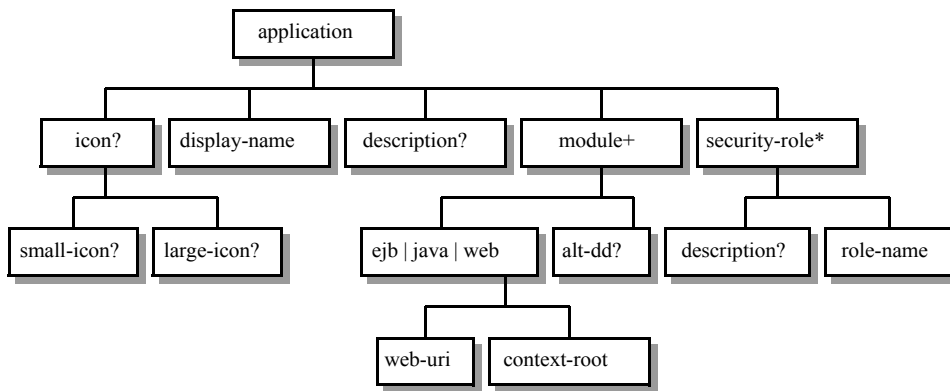 application
icon?
display-name
description?
module+
security-role*
small-icon?
large-icon?
ejb | java | web
alt-dd?
description?
role-name
web-uri
context-root